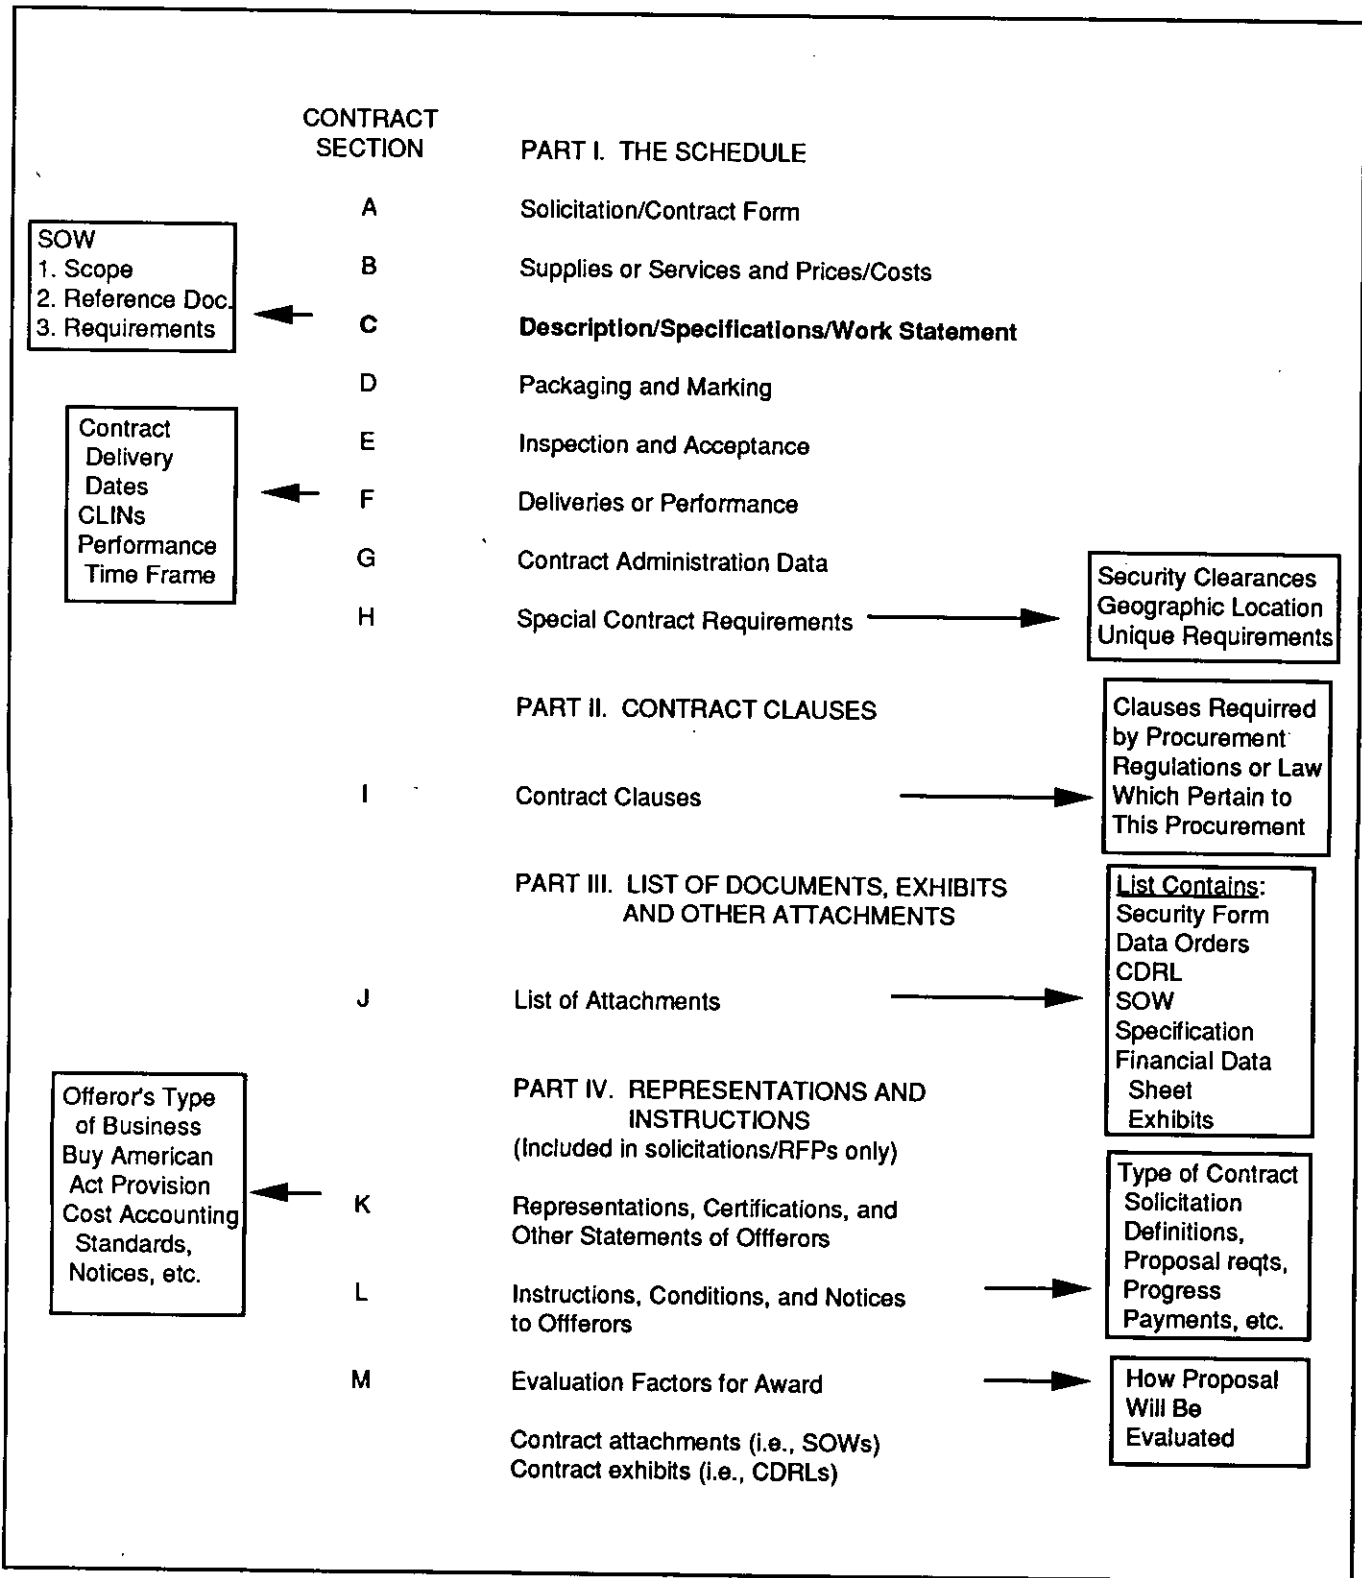 CONTRACT
SECTION
PART I. THE SCHEDULE
A Solicitation/Contract Form
SOW
1. Scope
2. Reference Doc.
3. Requirements
B Supplies or Services and Prices/Costs
C Description/Specifications/Work Statement
D Packaging and Marking
Contract
Delivery
Dates
CLINs
Performance
Time Frame
E Inspection and Acceptance
F Deliveries or Performance
G Contract Administration Data
H Special Contract Requirements
Security Clearances
Geographic Location
Unique Requirements
PART II. CONTRACT CLAUSES
I Contract Clauses
Clauses Requirred
by Procurement
Regulations or Law
Which Pertain to
This Procurement
PART III. LIST OF DOCUMENTS, EXHIBITS
AND OTHER ATTACHMENTS
J List of Attachments
List Contains:
Security Form
Data Orders
CDRL
SOW
Specification
Financial Data
Sheet
Exhibits
PART IV. REPRESENTATIONS AND
INSTRUCTIONS
(Included in solicitations/RFPs only)
Offeror's Type
of Business
Buy American
Act Provision
Cost Accounting
Standards,
Notices, etc.
K Representations, Certifications, and
Other Statements of Offferors
L Instructions, Conditions, and Notices
to Offferors
Type of Contract
Solicitation
Definitions,
Proposal reqts,
Progress
Payments, etc.
M Evaluation Factors for Award
How Proposal
Will Be
Evaluated
Contract attachments (i.e., SOWs)
Contract exhibits (i.e., CDRLs)